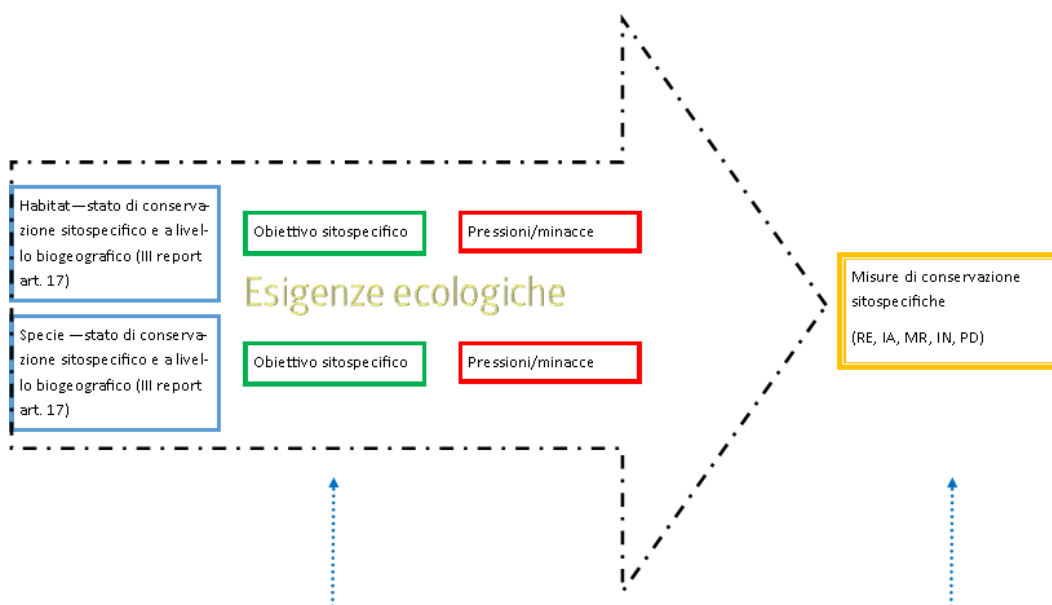 Habitat—stato di conserva-
zione sitospecifico e a livel-
lo biogeografico (III report
art. 17)
Obiettivo sitospecifico
Pressioni/minacce
Esigenze ecologiche
Specie —stato di conserva-
zione sitospecifico e a livel-
lo biogeografico (III report
art. 17)
Obiettivo sitospecifico
Pressioni/minacce
Misure di conservazione
sitospecifiche
(RE, IA, MR, IN, PD)